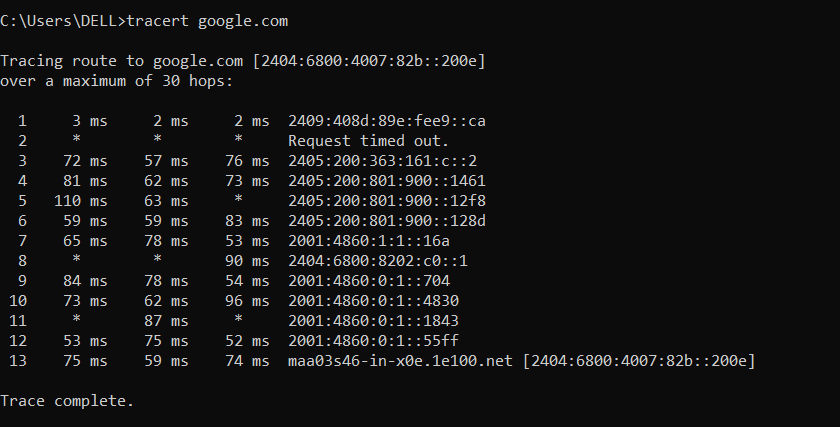 C:\Users\DELL>tracert google.com
Tracing route to google.com [2404:6800:4007:82b::200e]
over a maximum of 30 hops:
1 3 ms 2 ms 2 ms 2409:408d:89e:fee9::ca
2 * * * Request timed out.
3 72 ms 57 ms 76 ms 2405:200:363:161:c::2
4 81 ms 62 ms 73 ms 2405:200:801:900::1461
5 110 ms 63 ms * 2405:200:801:900::12f8
6 59 ms 59 ms 83 ms 2405:200:801:900::128d
7 65 ms 78 ms 53 ms 2001:4860:1:1::16a
8 * * 90 ms 2404:6800:8202:c0::1
9 84 ms 78 ms 54 ms 2001:4860:0:1::704
10 73 ms 62 ms 96 ms 2001:4860:0:1::4830
11 * 87 ms * 2001:4860:0:1::1843
12 53 ms 75 ms 52 ms 2001:4860:0:1::55ff
13 75 ms 59 ms 74 ms maa03s46-in-x0e.1e100.net [2404:6800:4007:82b::200e]
Trace complete.